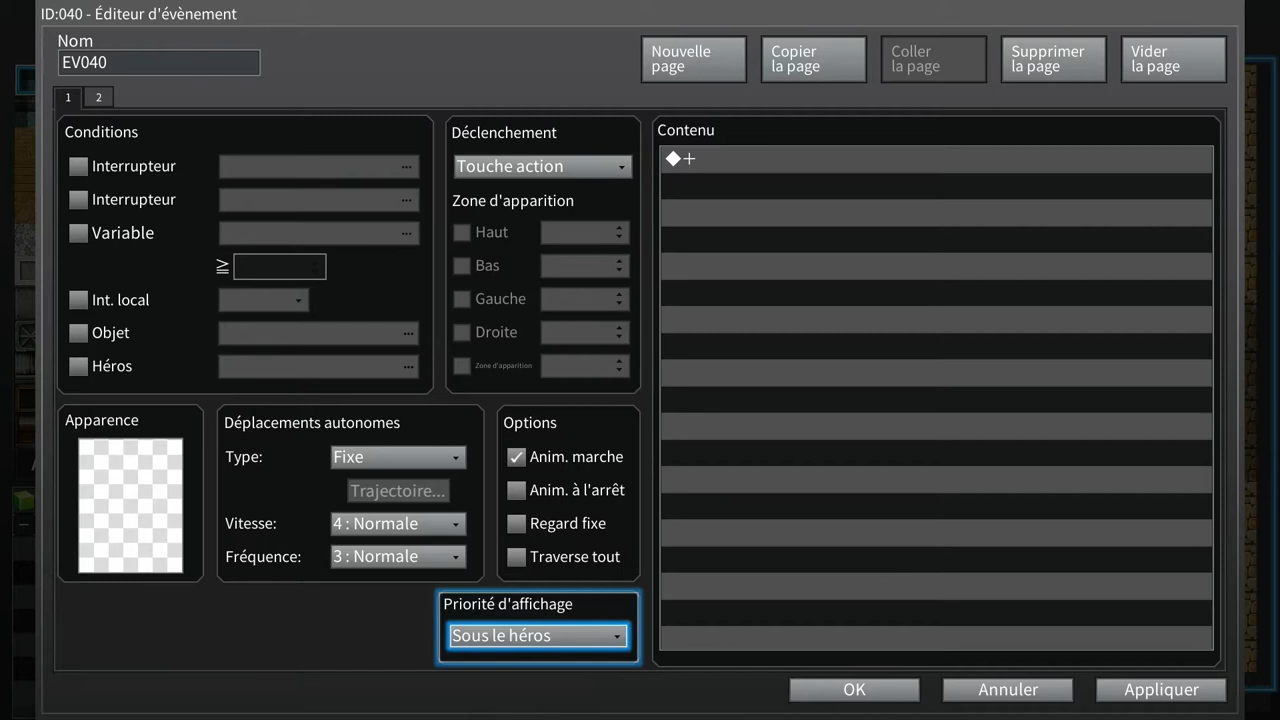 ID:040 - Éditeur d'évènement
Nom
EV040
Nouvelle
page
Copier
la page
Coller
la page
Supprimer
la page
Vider
la page
1 2
Conditions
Interrupteur ...
Interrupteur ...
Variable ...
≧
Int. local
Objet ...
Héros ...
Déclenchement
Touche action
Zone d'apparition
Haut
Bas
Gauche
Droite
Zone d'apparition
Contenu
◆+
Apparence
Déplacements autonomes
Type: Fixe
Trajectoire...
Vitesse: 4 : Normale
Fréquence: 3 : Normale
Options
Anim. marche
Anim. à l'arrêt
Regard fixe
Traverse tout
Priorité d'affichage
Sous le héros
OK Annuler Appliquer